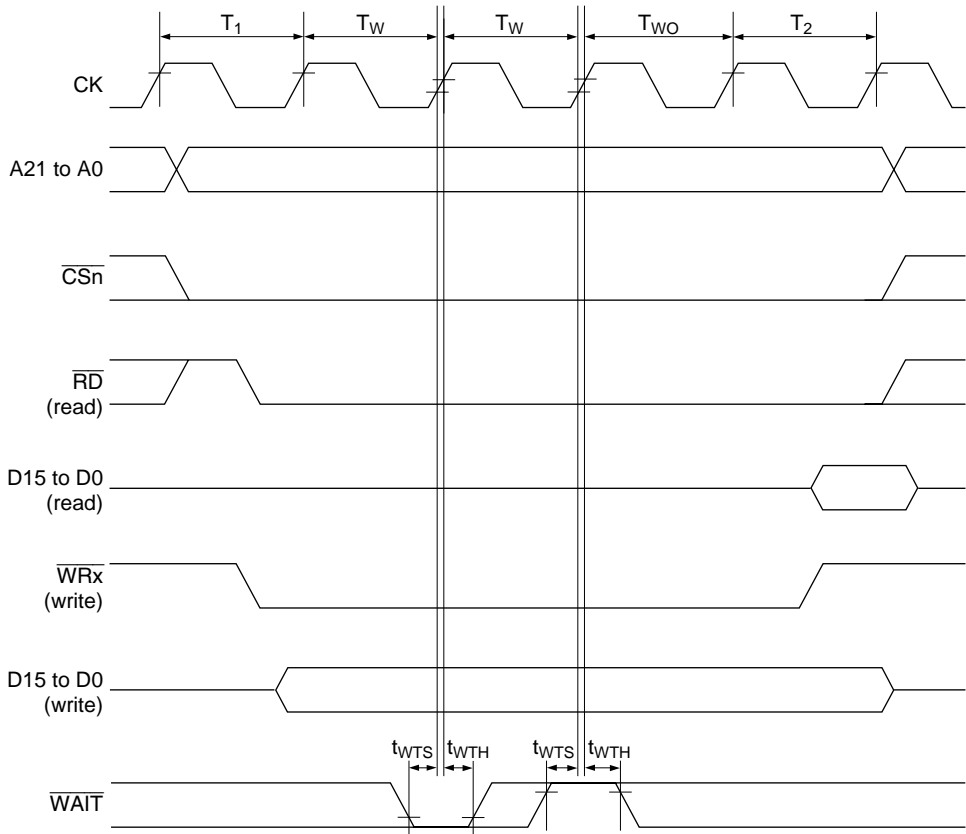 T1 TW TW TWO T2
CK
A21 to A0
CSn
RD
(read)
D15 to D0
(read)
WRx
(write)
D15 to D0
(write)
tWTS tWTH tWTS tWTH
WAIT